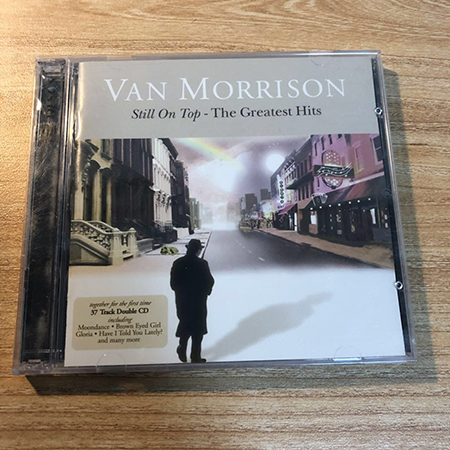 VAN MORRISON
Still On Top - The Greatest Hits
together for the first time
37 Track Double CD
including
Moondance • Brown Eyed Girl
Gloria • Have I Told You Lately?
and many more